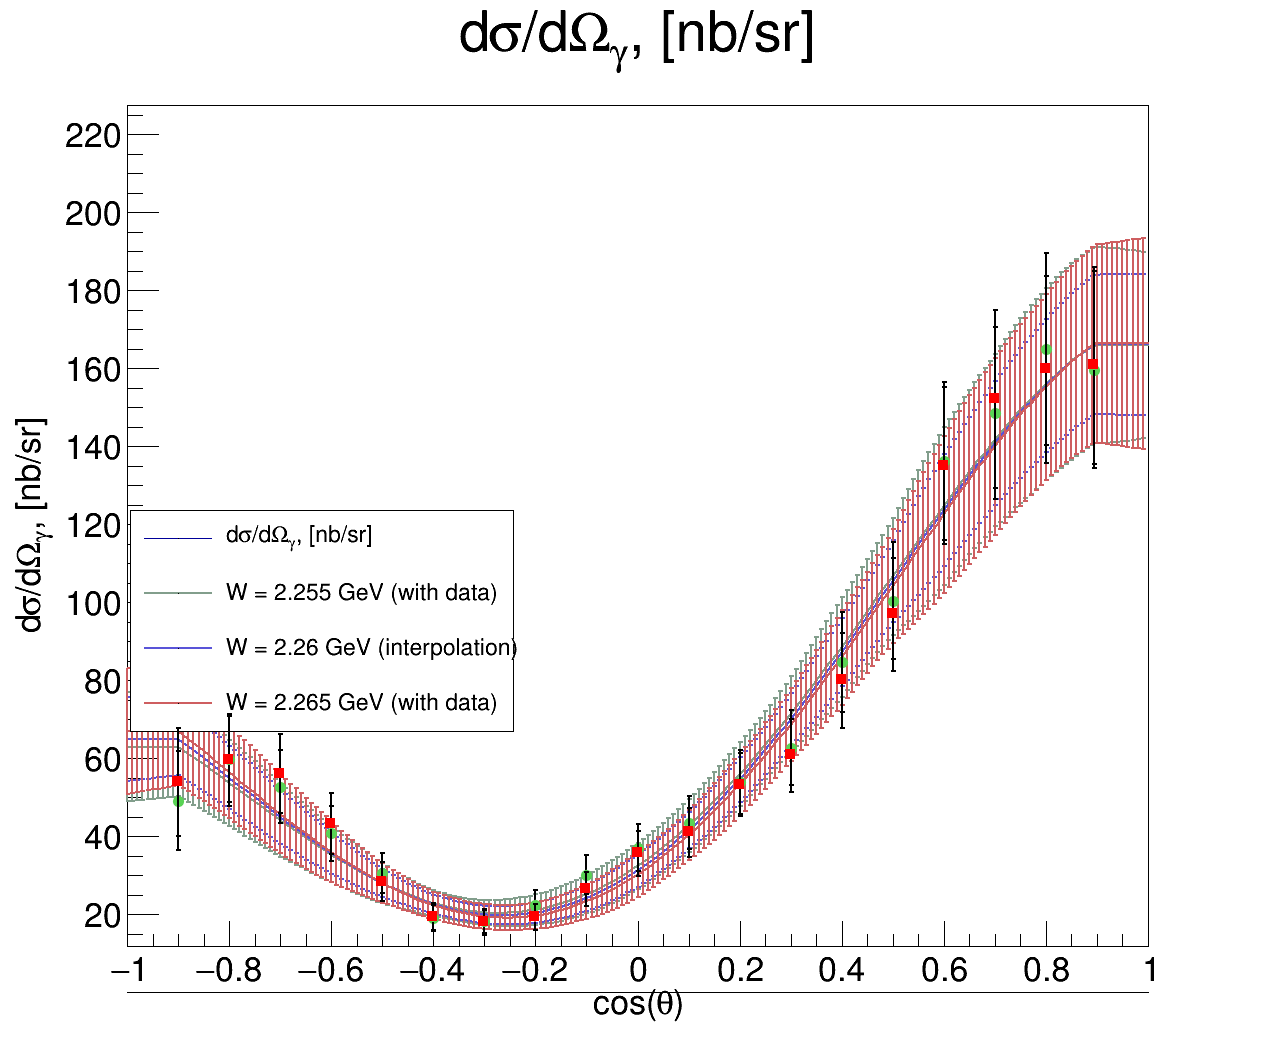 dσ/dΩγ, [nb/sr]
220
200
180
160
140
120
100
80
60
40
20
dσ/dΩγ, [nb/sr]
dσ/dΩγ, [nb/sr]
W = 2.255 GeV (with data)
W = 2.26 GeV (interpolation)
W = 2.265 GeV (with data)
−1 −0.8 −0.6 −0.4 −0.2 0 0.2 0.4 0.6 0.8 1
cos(θ)